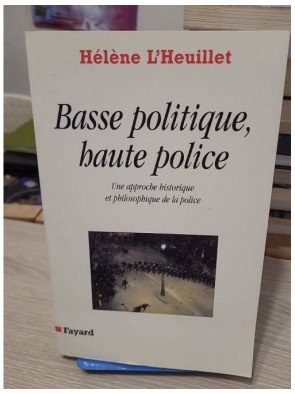 Hélène L'Heuillet
Basse politique,
haute police
Une approche historique
et philosophique de la police
Fayard